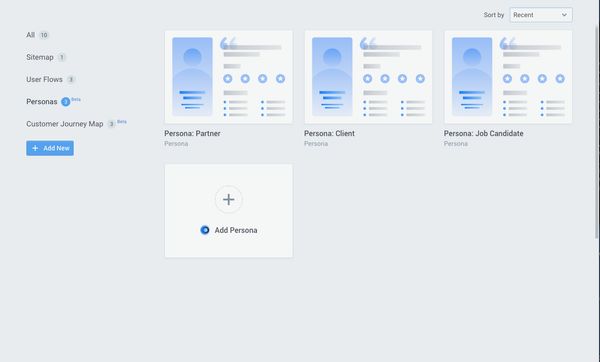 Sort by Recent
All 10
Sitemap 1
User Flows 3
Personas 3 Beta
Customer Journey Map 3 Beta
+ Add New
Persona: Partner
Persona
Persona: Client
Persona
Persona: Job Candidate
Persona
Add Persona